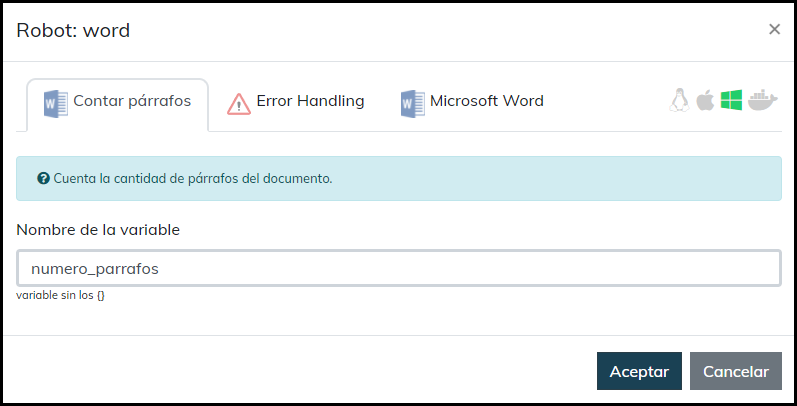 Robot: word
×
Contar párrafos
Error Handling
Microsoft Word
Cuenta la cantidad de párrafos del documento.
Nombre de la variable
numero_parrafos
variable sin los {}
Aceptar
Cancelar